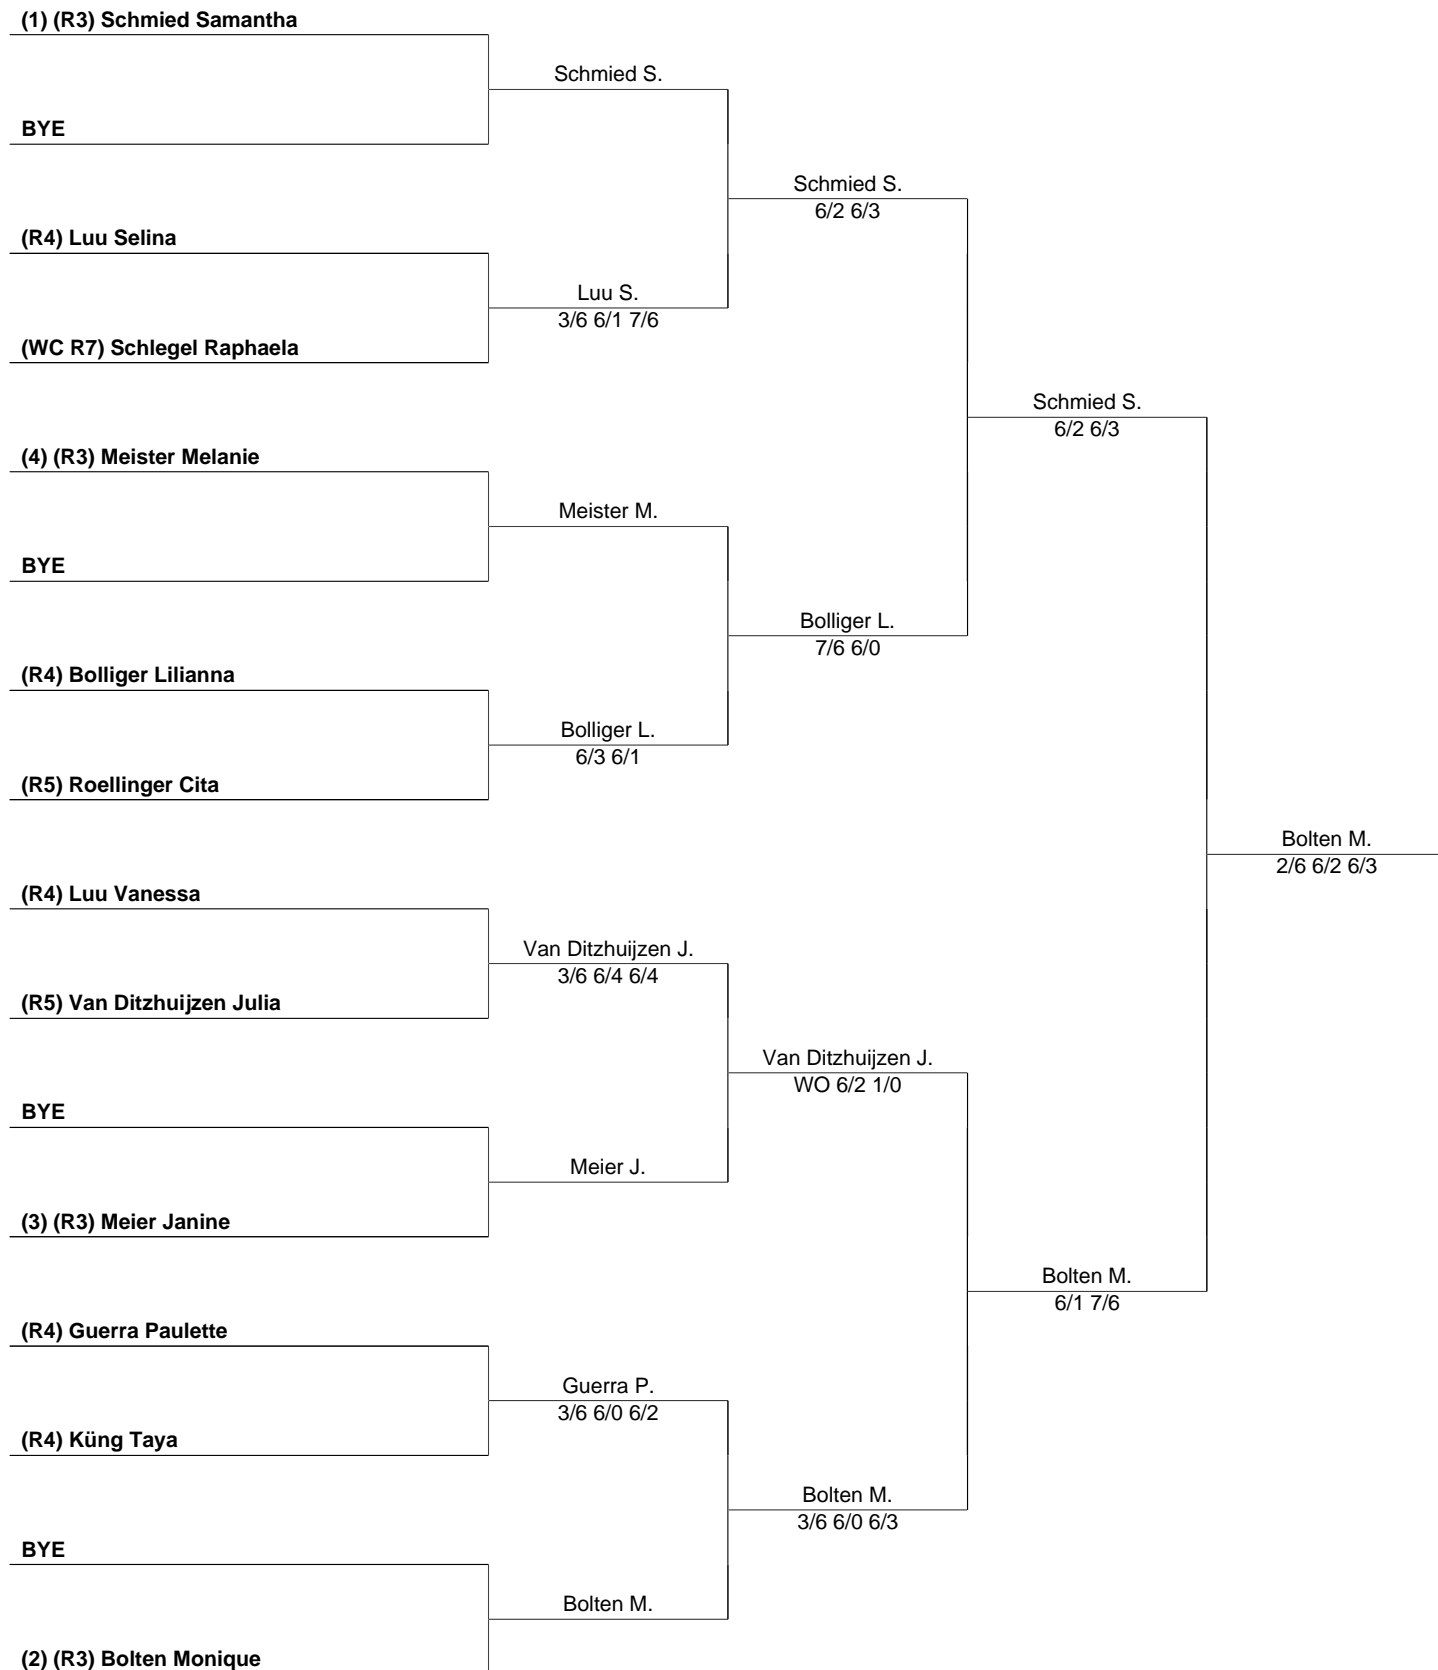 (1) (R3) Schmied Samantha
Schmied S.
BYE
Schmied S.
6/2 6/3
(R4) Luu Selina
Luu S.
3/6 6/1 7/6
(WC R7) Schlegel Raphaela
Schmied S.
6/2 6/3
(4) (R3) Meister Melanie
Meister M.
BYE
Bolliger L.
7/6 6/0
(R4) Bolliger Lilianna
Bolliger L.
6/3 6/1
(R5) Roellinger Cita
Bolten M.
2/6 6/2 6/3
(R4) Luu Vanessa
Van Ditzhuijzen J.
3/6 6/4 6/4
(R5) Van Ditzhuijzen Julia
Van Ditzhuijzen J.
WO 6/2 1/0
BYE
Meier J.
(3) (R3) Meier Janine
Bolten M.
6/1 7/6
(R4) Guerra Paulette
Guerra P.
3/6 6/0 6/2
(R4) Küng Taya
Bolten M.
3/6 6/0 6/3
BYE
Bolten M.
(2) (R3) Bolten Monique